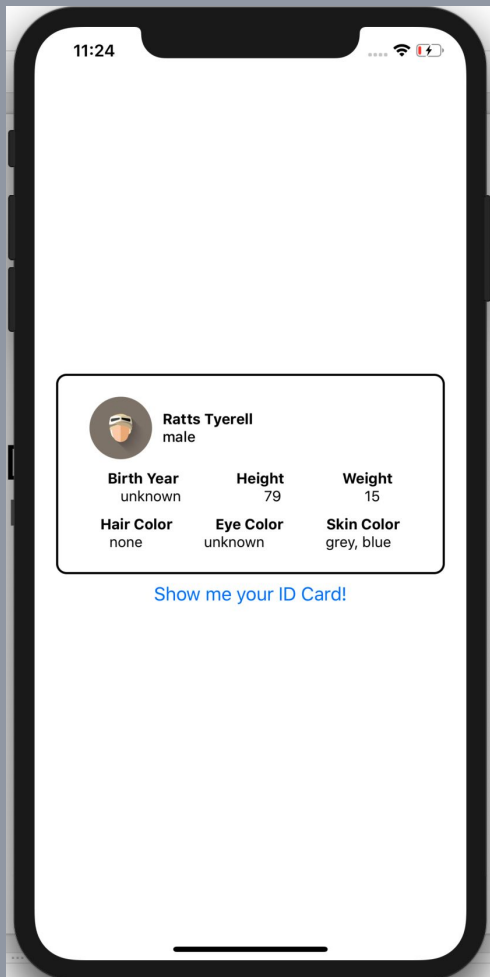 11:24
Ratts Tyerell
male
Birth Year Height Weight
unknown 79 15
Hair Color Eye Color Skin Color
none unknown grey, blue
Show me your ID Card!